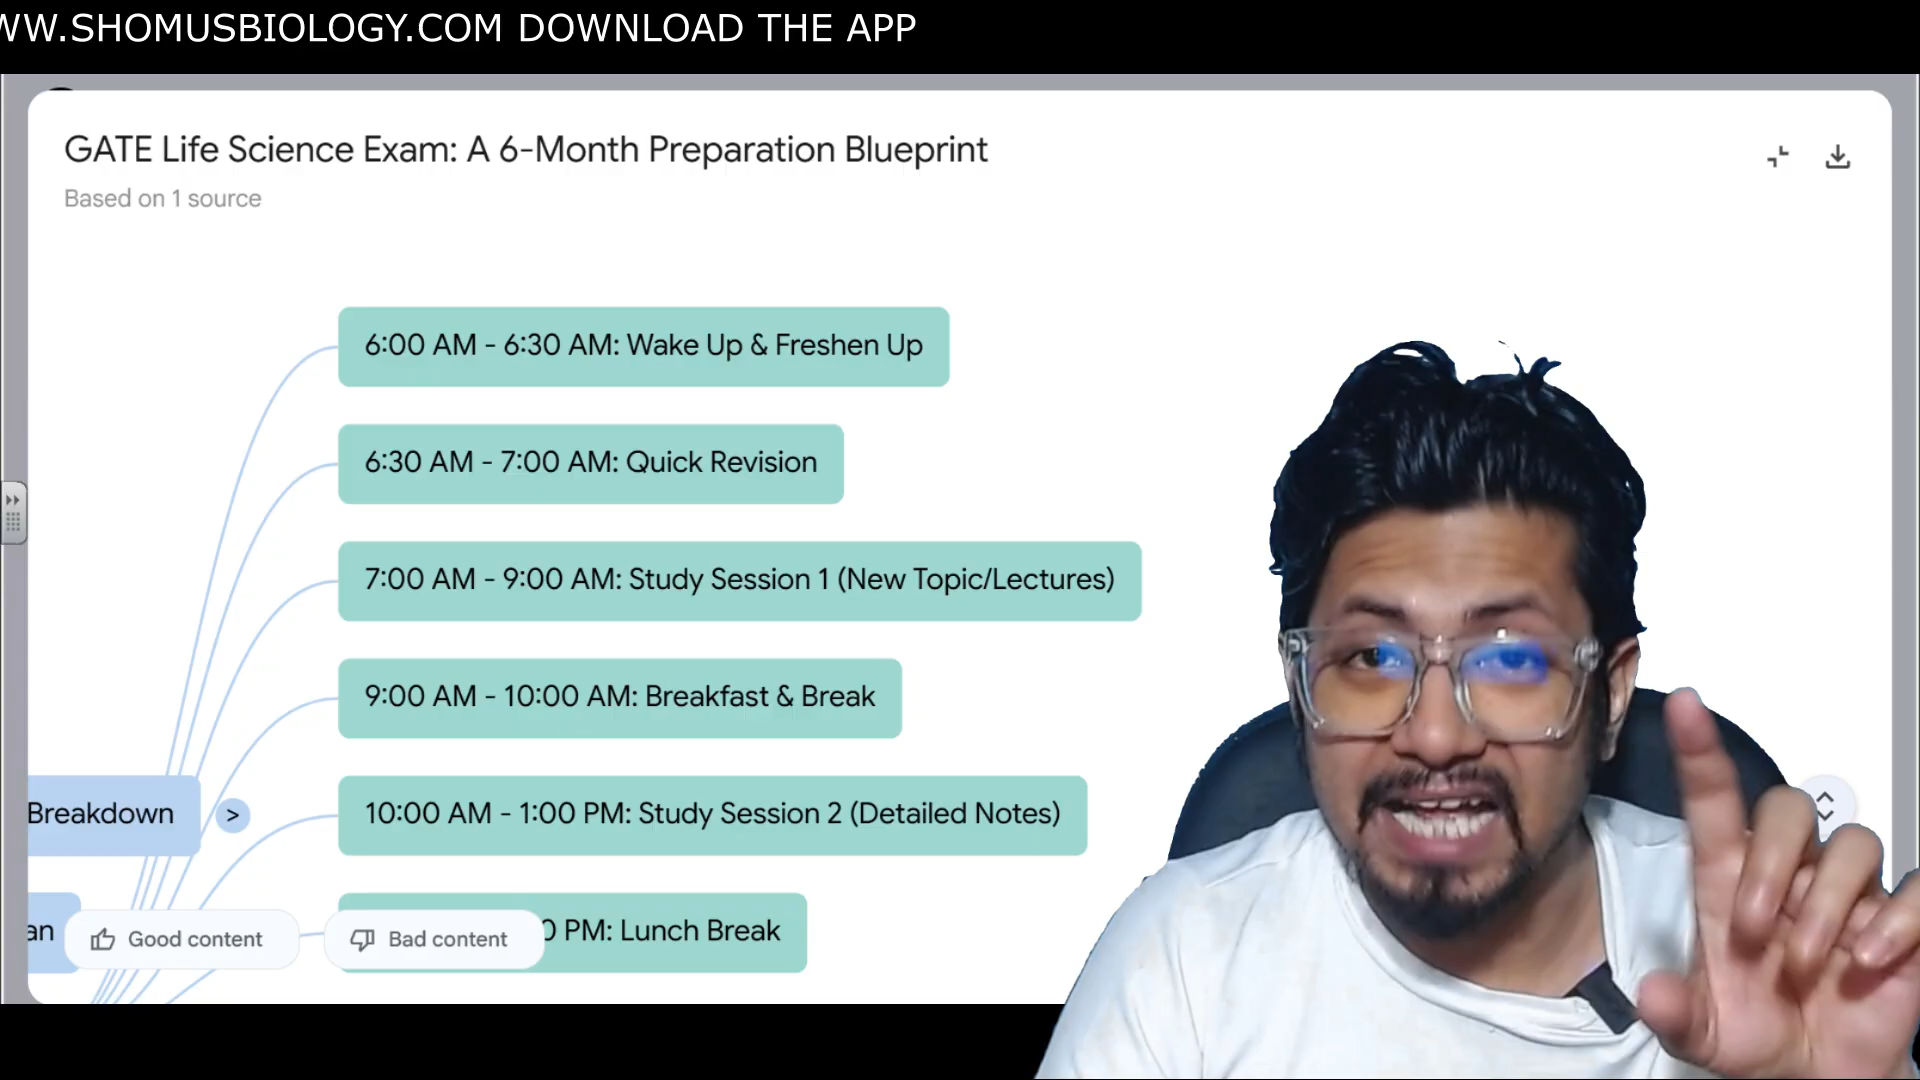 WW.SHOMUSBIOLOGY.COM DOWNLOAD THE APP
GATE Life Science Exam: A 6-Month Preparation Blueprint
Based on 1 source
6:00 AM - 6:30 AM: Wake Up & Freshen Up
6:30 AM - 7:00 AM: Quick Revision
7:00 AM - 9:00 AM: Study Session 1 (New Topic/Lectures)
9:00 AM - 10:00 AM: Breakfast & Break
Breakdown >
10:00 AM - 1:00 PM: Study Session 2 (Detailed Notes)
an
0 PM: Lunch Break
Good content
Bad content